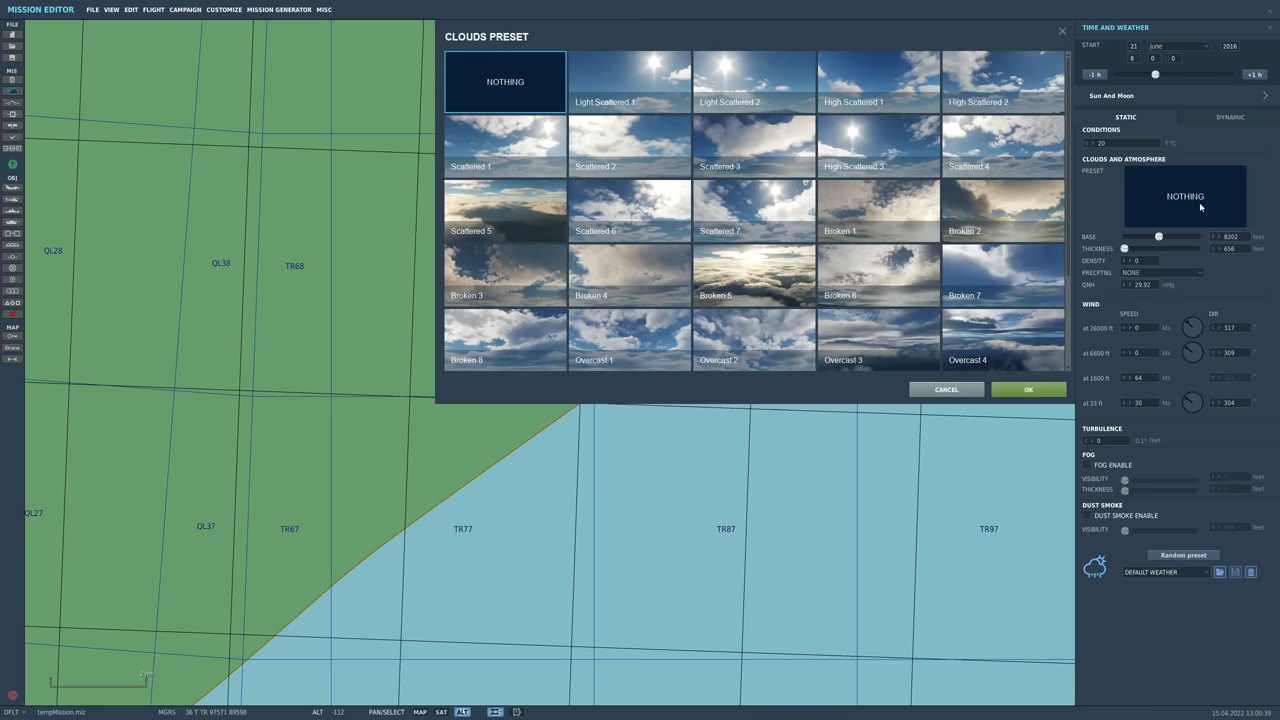 MISSION EDITOR
FILE VIEW EDIT FLIGHT CAMPAIGN CUSTOMIZE MISSION GENERATOR MISC
FILE
MIS
OBJ
MAP
Draw
QL28
QL38
TR68
QL27
QL37
TR67
TR77
TR87
TR97
CLOUDS PRESET
NOTHING
Light Scattered 1
Light Scattered 2
High Scattered 1
High Scattered 2
Scattered 1
Scattered 2
Scattered 3
High Scattered 3
Scattered 4
Scattered 5
Scattered 6
Scattered 7
Broken 1
Broken 2
Broken 3
Broken 4
Broken 5
Broken 6
Broken 7
Broken 8
Overcast 1
Overcast 2
Overcast 3
Overcast 4
CANCEL
OK
TIME AND WEATHER
START 21 June 2016
8 : 0 : 0
-1 h +1 h
Sun And Moon
STATIC DYNAMIC
CONDITIONS
20 T °C
CLOUDS AND ATMOSPHERE
PRESET
NOTHING
BASE 8202 feet
THICKNESS 656 feet
DENSITY 0
PRECPTNS NONE
QNH 29.92 inHg
WIND
SPEED DIR
at 26000 ft 0 kts 317 °
at 6600 ft 0 kts 309 °
at 1600 ft 64 kts °
at 33 ft 30 kts 304 °
TURBULENCE
0 0.1* feet
FOG
FOG ENABLE
VISIBILITY feet
THICKNESS feet
DUST SMOKE
DUST SMOKE ENABLE
VISIBILITY feet
Random preset
DEFAULT WEATHER
DFLT tempMission.miz MGRS 36 T TR 97571 89598 ALT -112 PAN/SELECT MAP SAT ALT 15.04.2022 13:00:39